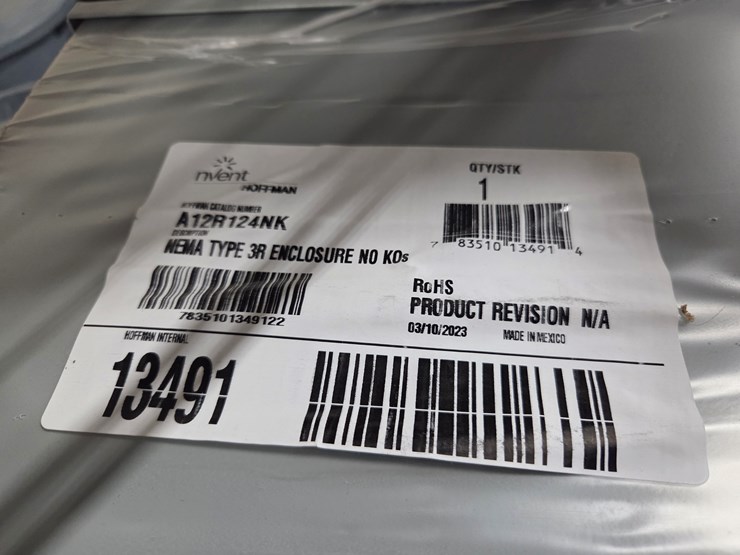 nvent
HOFFMAN
HOFFMAN CATALOG NUMBER
A12R124NK
DESCRIPTION
NEMA TYPE 3R ENCLOSURE NO KOs
7835101349122
QTY/STK
1
7 83510 13491 4
RoHS
PRODUCT REVISION N/A
03/10/2023 MADE IN MEXICO
HOFFMAN INTERNAL
13491